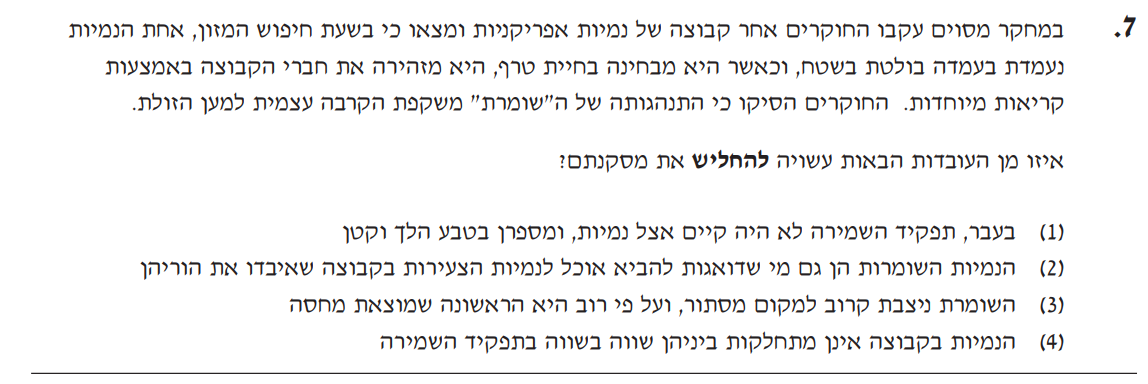 7. במחקר מסוים עקבו החוקרים אחר קבוצה של נמיות אפריקניות ומצאו כי בשעת חיפוש המזון, אחת הנמיות
נעמדת בעמדה בולטת בשטח, וכאשר היא מבחינה בחיית טרף, היא מזהירה את חברי הקבוצה באמצעות
קריאות מיוחדות. החוקרים הסיקו כי התנהגותה של ה"שומרת" משקפת הקרבה עצמית למען הזולת.
איזו מן העובדות הבאות עשויה להחליש את מסקנתם?
(1) בעבר, תפקיד השמירה לא היה קיים אצל נמיות, ומספרן בטבע הלך וקטן
(2) הנמיות השומרות הן גם מי שדואגות להביא אוכל לנמיות הצעירות בקבוצה שאיבדו את הוריהן
(3) השומרת ניצבת קרוב למקום מסתור, ועל פי רוב היא הראשונה שמוצאת מחסה
(4) הנמיות בקבוצה אינן מתחלקות ביניהן שווה בשווה בתפקיד השמירה